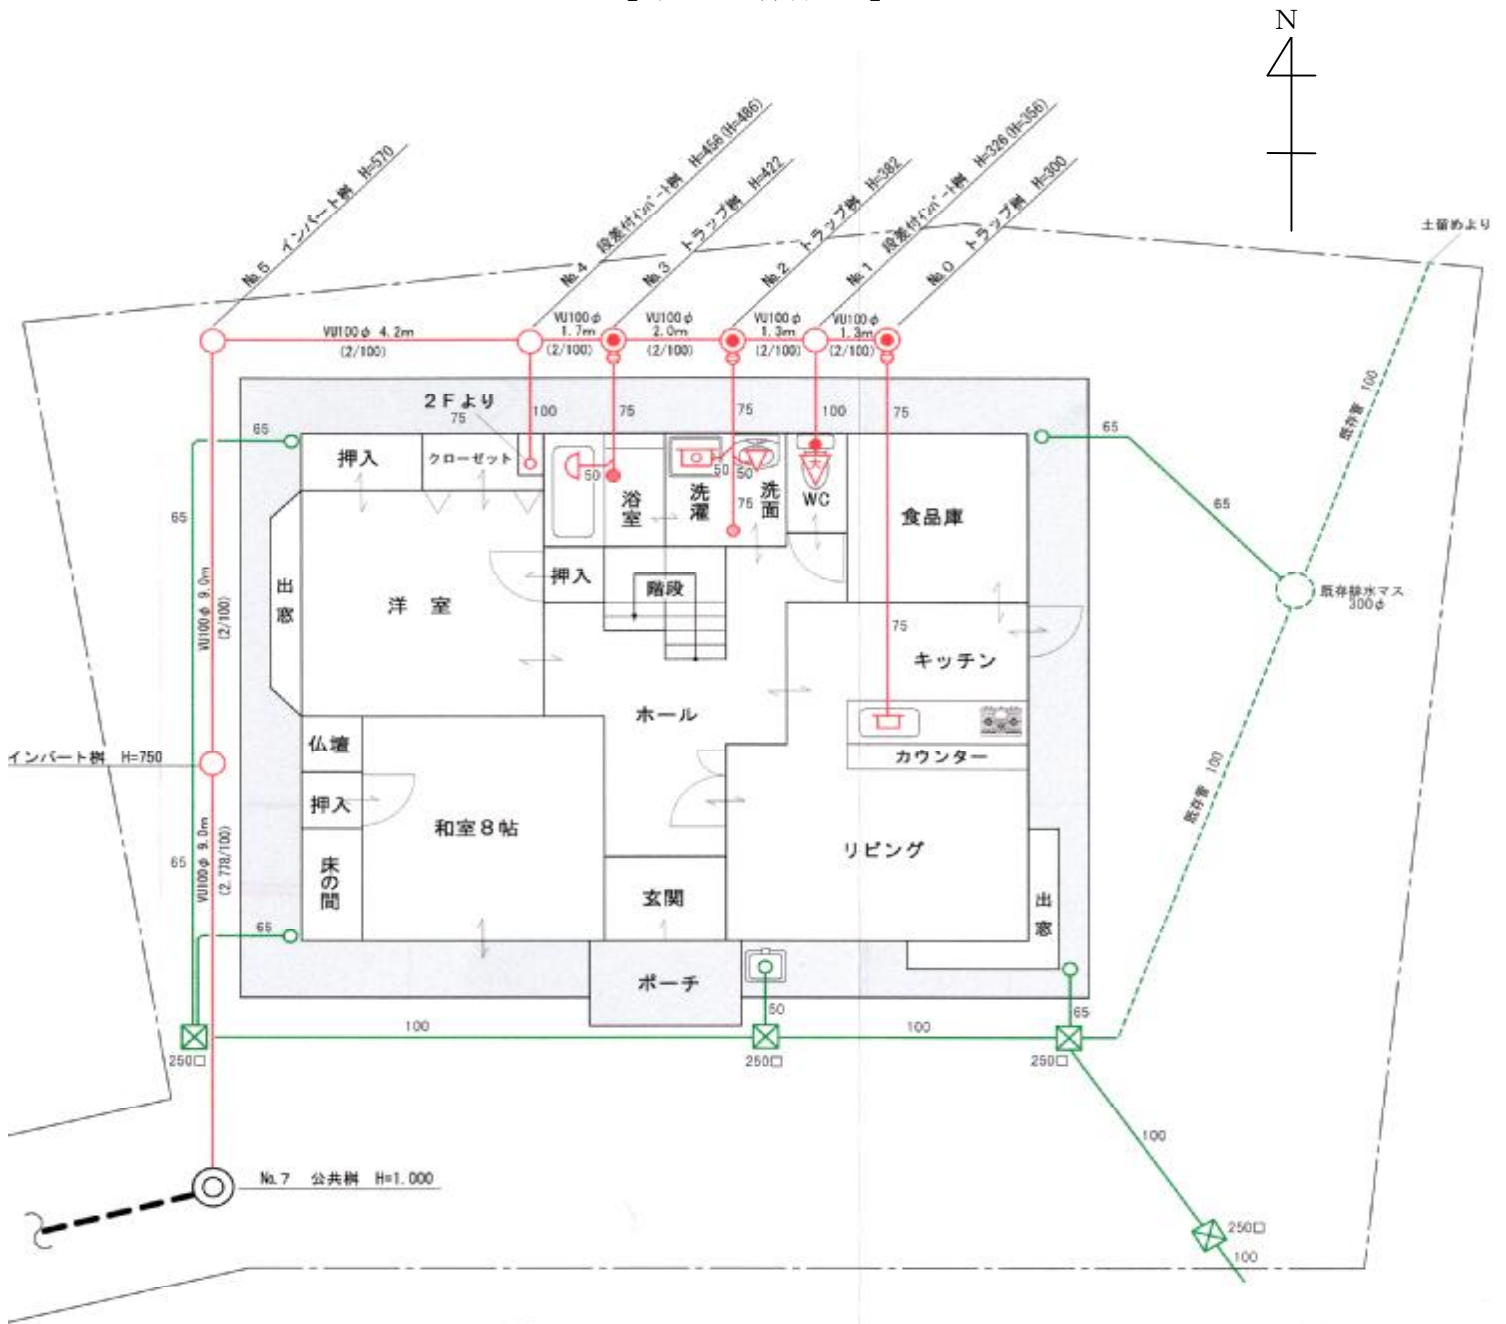 N
No.5 インバート桝 H=570
No.4 段差付インバート桝 H=456(H=486)
No.3 トラップ桝 H=422
No.2 トラップ桝 H=382
No.1 段差付インバート桝 H=326(H=356)
No.0 トラップ桝 H=300
土留めより
VU100φ 4.2m
(2/100)
VU100φ
1.7m
(2/100)
VU100φ
2.0m
(2/100)
VU100φ
1.3m
(2/100)
VU100φ
1.3m
(2/100)
既存管 100
2Fより
75
100
75
75
100
75
65
65
65
押入
クローゼット
50
浴室
洗濯
50
50
75
洗面
大
WC
食品庫
65
出窓
洋 室
押入
階段
75
キッチン
既存排水マス
300φ
VU100φ 9.0m
(2/100)
ホール
カウンター
仏壇
インバート桝 H=750
押入
和室8帖
リビング
既存管 100
65
VU100φ 9.0m
(2.778/100)
床の間
玄関
出窓
65
ポーチ
50
65
100
100
250□
250□
250□
100
No.7 公共桝 H=1.000
250□
100